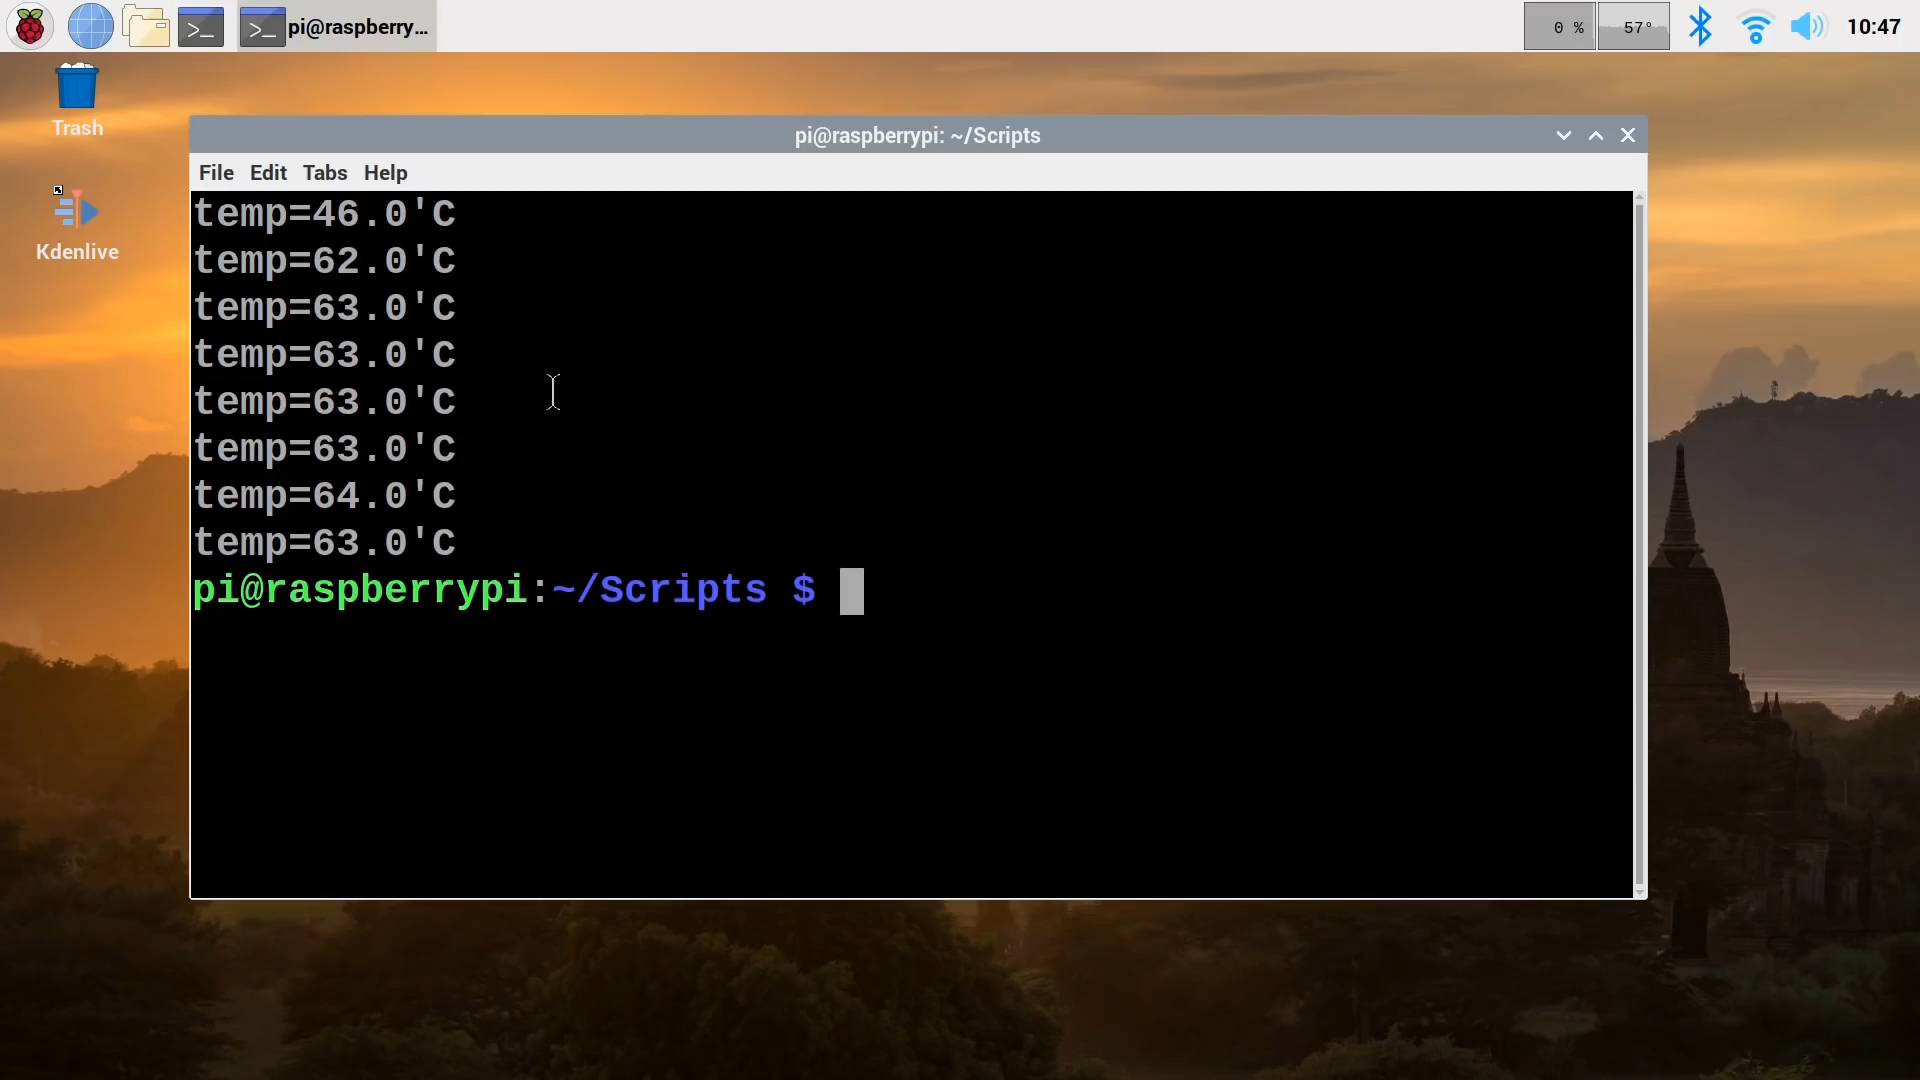 pi@raspberry...
0 %
57°
10:47
Trash
Kdenlive
pi@raspberrypi: ~/Scripts
File Edit Tabs Help
temp=46.0'C
temp=62.0'C
temp=63.0'C
temp=63.0'C
temp=63.0'C
temp=63.0'C
temp=64.0'C
temp=63.0'C
pi@raspberrypi:~/Scripts $